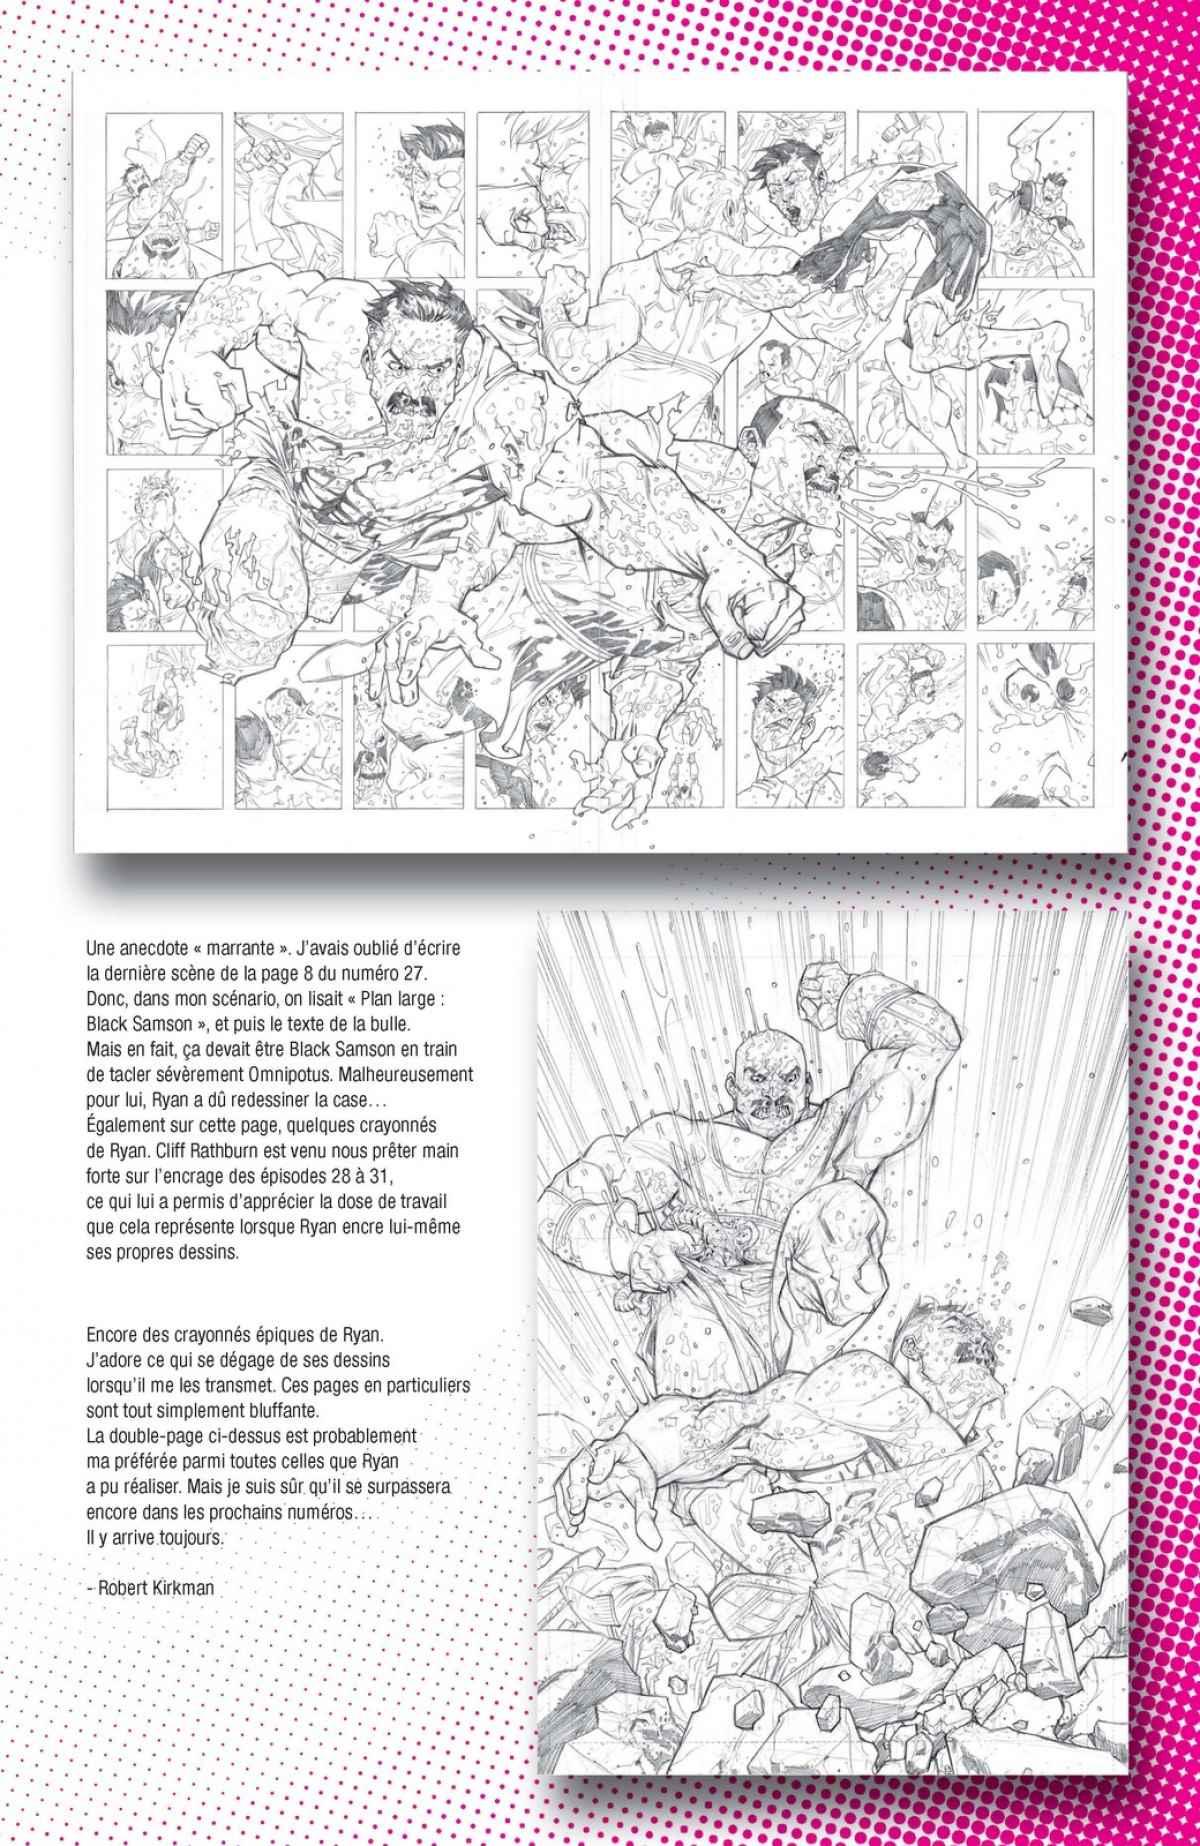 Une anecdote « marrante ». J'avais oublié d'écrire
la dernière scène de la page 8 du numéro 27.
Donc, dans mon scénario, on lisait « Plan large :
Black Samson », et puis le texte de la bulle.
Mais en fait, ça devait être Black Samson en train
de tacler sévèrement Omnipotus. Malheureusement
pour lui, Ryan a dû redessiner la case…
Également sur cette page, quelques crayonnés
de Ryan. Cliff Rathburn est venu nous prêter main
forte sur l'encrage des épisodes 28 à 31,
ce qui lui a permis d'apprécier la dose de travail
que cela représente lorsque Ryan encre lui-même
ses propres dessins.
Encore des crayonnés épiques de Ryan.
J'adore ce qui se dégage de ses dessins
lorsqu'il me les transmet. Ces pages en particuliers
sont tout simplement bluffante.
La double-page ci-dessus est probablement
ma préférée parmi toutes celles que Ryan
a pu réaliser. Mais je suis sûr qu'il se surpassera
encore dans les prochains numéros…
Il y arrive toujours.
- Robert Kirkman